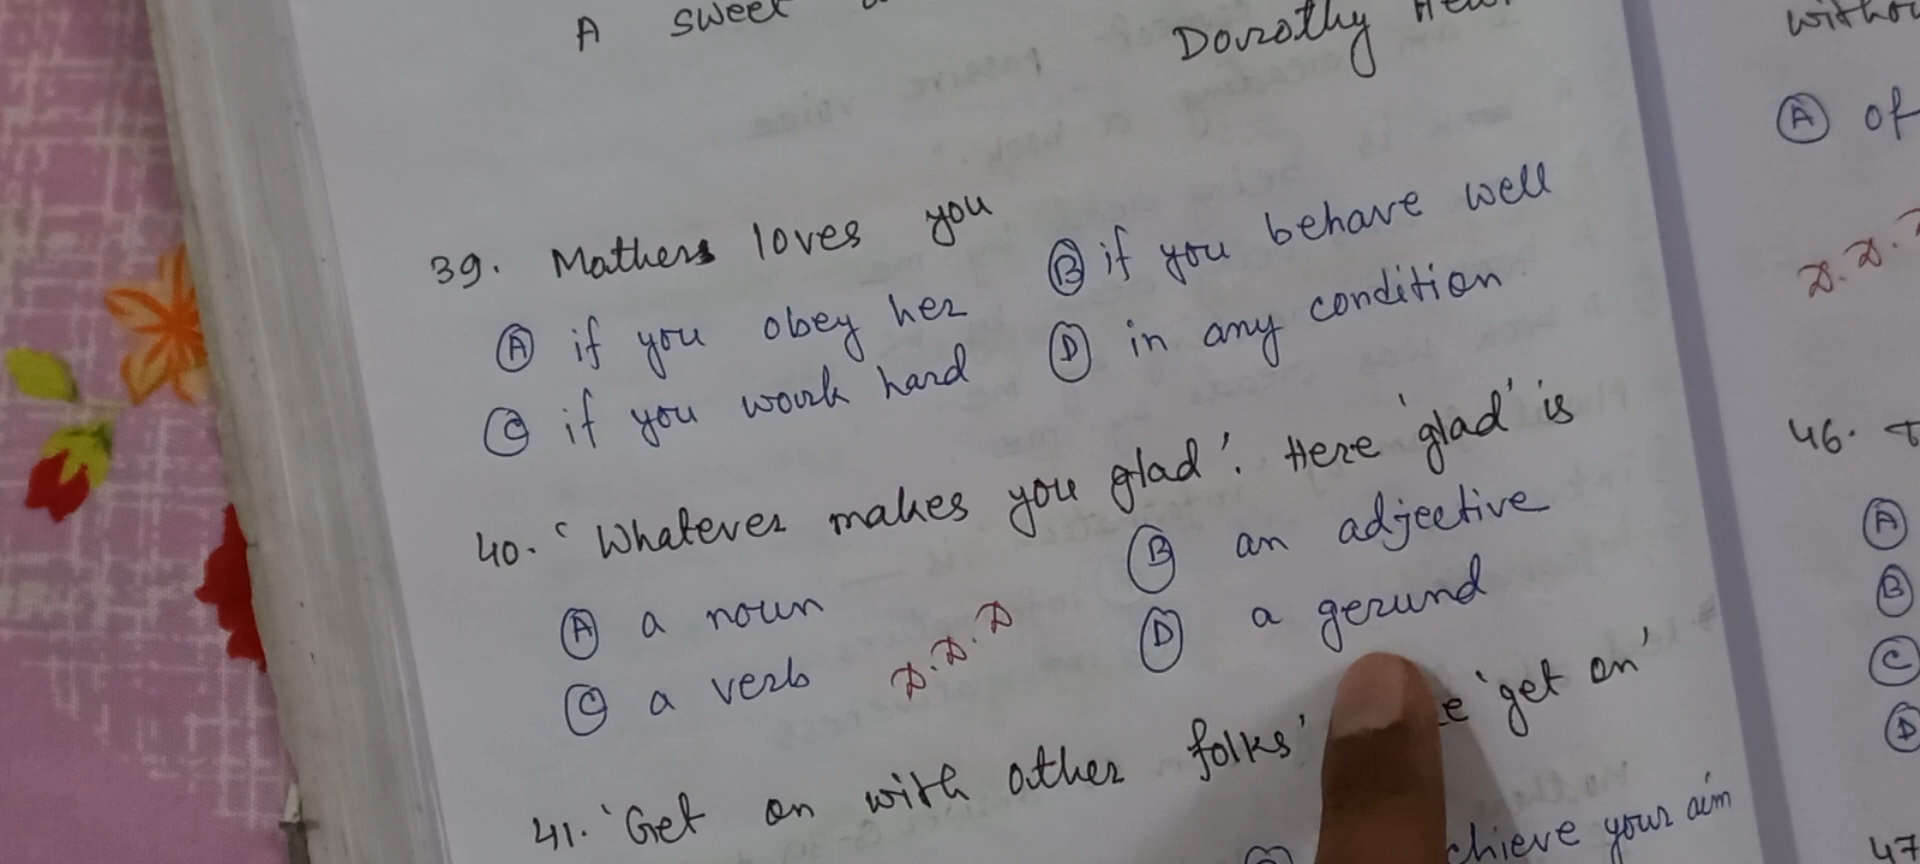 A sweet
Dorothy
39. Mothers loves you
Ⓐ if you obey her Ⓑ if you behave well
Ⓒ if you work hard Ⓓ in any condition
40. 'Whatever makes you glad'. Here 'glad' is
Ⓐ a noun Ⓑ an adjective
Ⓒ a verb D.D.D Ⓓ a gerund
41. 'Get on with other folks' 'get on'
achieve your aim
Ⓐ of
46.
Ⓐ
Ⓑ
Ⓒ
Ⓓ
47